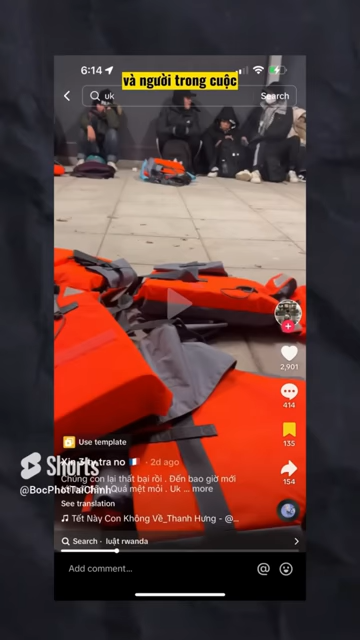 6:14
và người trong cuộc
uk
Search
2,901
414
Use template
135
· 2d ago
Shorts
154
@BocPhotTaiChinh
Chúng con lại thất bại rồi . Đến bao giờ mới
Quá mệt mỏi . Uk ... more
See translation
Tết Này Con Không Về_Thanh Hưng - @...
Search · luật rwanda
Add comment...